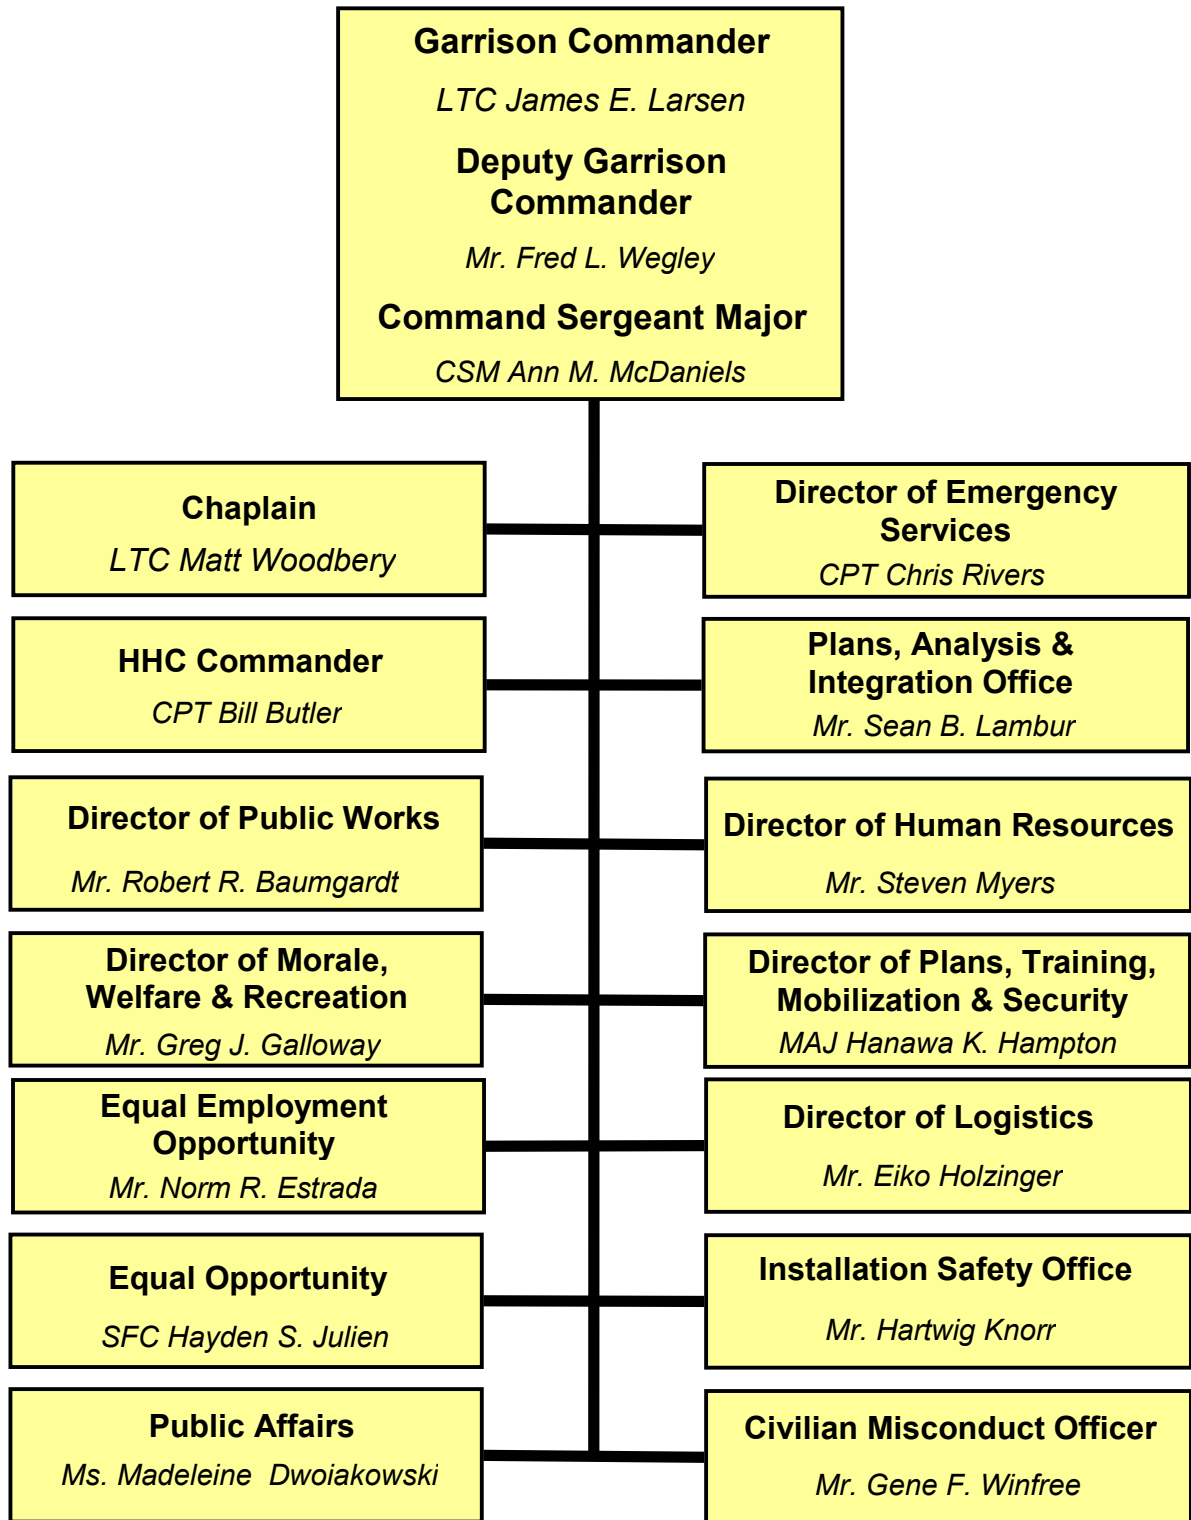 Garrison Commander
LTC James E. Larsen
Deputy Garrison
Commander
Mr. Fred L. Wegley
Command Sergeant Major
CSM Ann M. McDaniels
Chaplain
LTC Matt Woodbery
Director of Emergency
Services
CPT Chris Rivers
HHC Commander
CPT Bill Butler
Plans, Analysis &
Integration Office
Mr. Sean B. Lambur
Director of Public Works
Mr. Robert R. Baumgardt
Director of Human Resources
Mr. Steven Myers
Director of Morale,
Welfare & Recreation
Mr. Greg J. Galloway
Director of Plans, Training,
Mobilization & Security
MAJ Hanawa K. Hampton
Equal Employment
Opportunity
Mr. Norm R. Estrada
Director of Logistics
Mr. Eiko Holzinger
Equal Opportunity
SFC Hayden S. Julien
Installation Safety Office
Mr. Hartwig Knorr
Public Affairs
Ms. Madeleine Dwoiakowski
Civilian Misconduct Officer
Mr. Gene F. Winfree